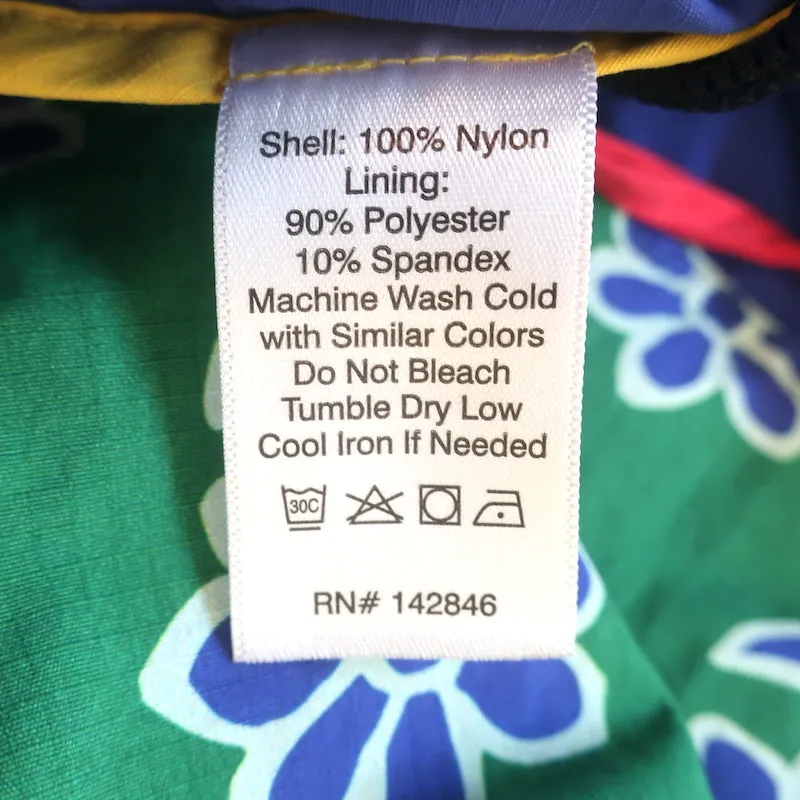 Shell: 100% Nylon
Lining:
90% Polyester
10% Spandex
Machine Wash Cold
with Similar Colors
Do Not Bleach
Tumble Dry Low
Cool Iron If Needed
30C
RN# 142846